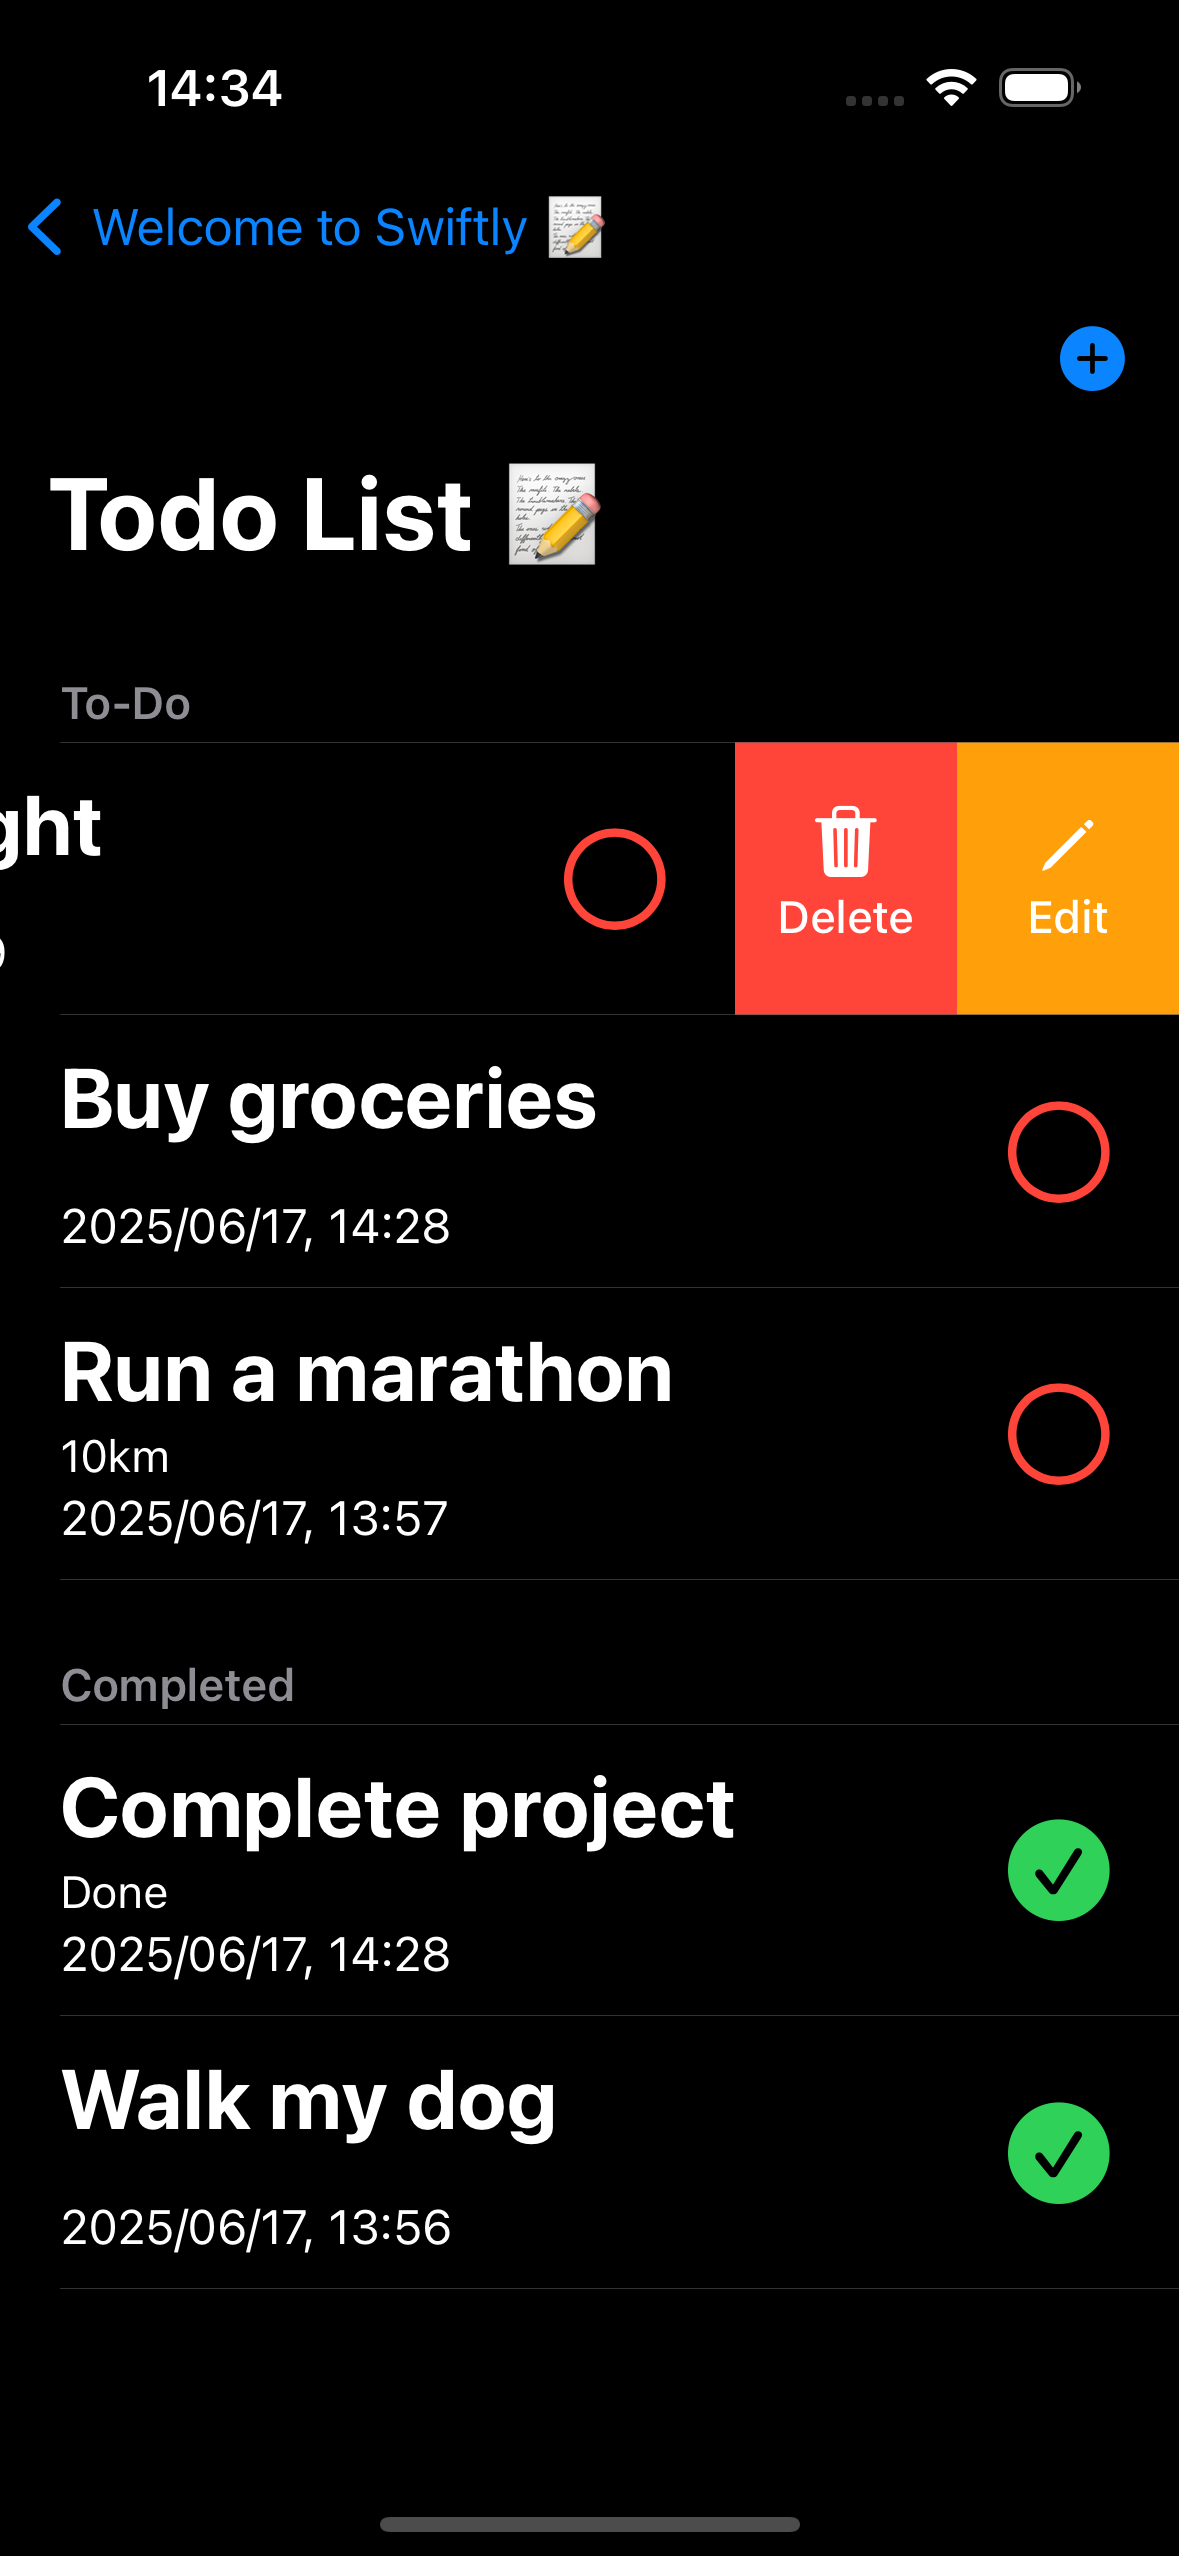 14:34
Welcome to Swiftly
Todo List
To-Do
ght
Delete
Edit
Buy groceries
2025/06/17, 14:28
Run a marathon
10km
2025/06/17, 13:57
Completed
Complete project
Done
2025/06/17, 14:28
Walk my dog
2025/06/17, 13:56